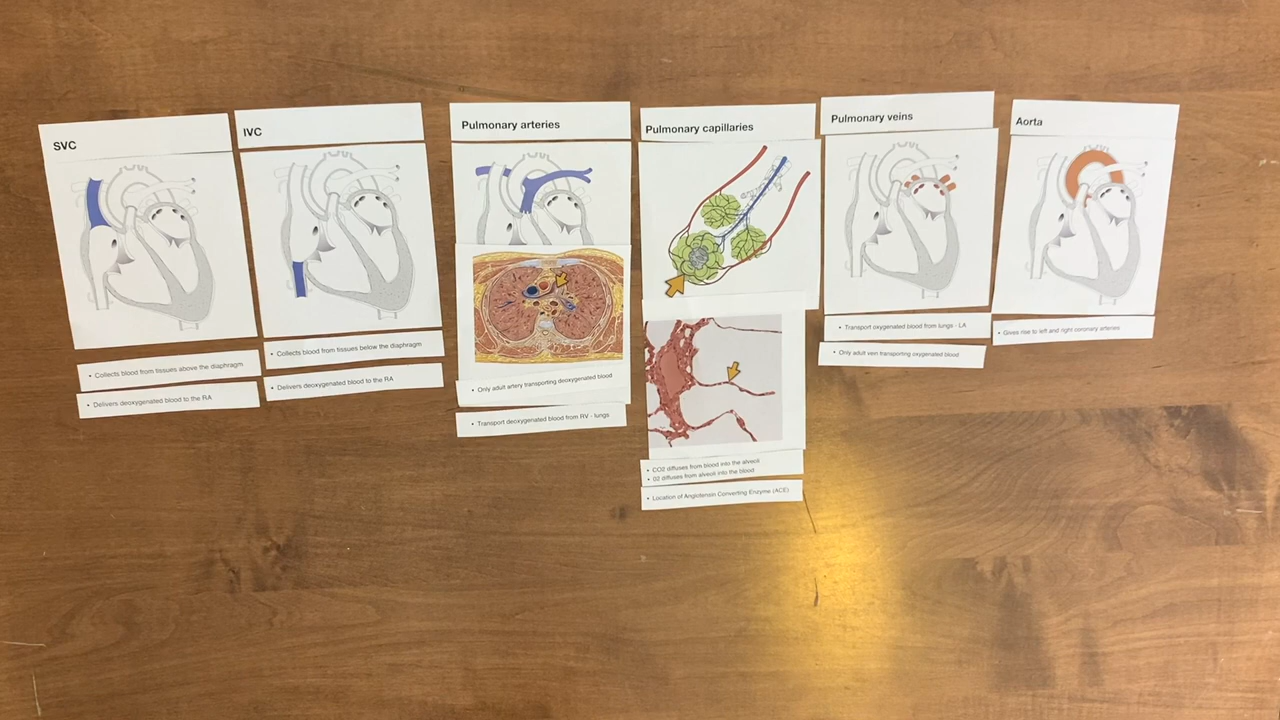 SVC
• Collects blood from tissues above the diaphragm
• Delivers deoxygenated blood to the RA
IVC
• Collects blood from tissues below the diaphragm
• Delivers deoxygenated blood to the RA
Pulmonary arteries
• Only adult artery transporting deoxygenated blood
• Transport deoxygenated blood from RV - lungs
Pulmonary capillaries
• CO2 diffuses from blood into the alveoli
• 02 diffuses from alveoli into the blood
• Location of Angiotensin Converting Enzyme (ACE)
Pulmonary veins
• Transport oxygenated blood from lungs - LA
• Only adult vein transporting oxygenated blood
Aorta
• Gives rise to left and right coronary arteries